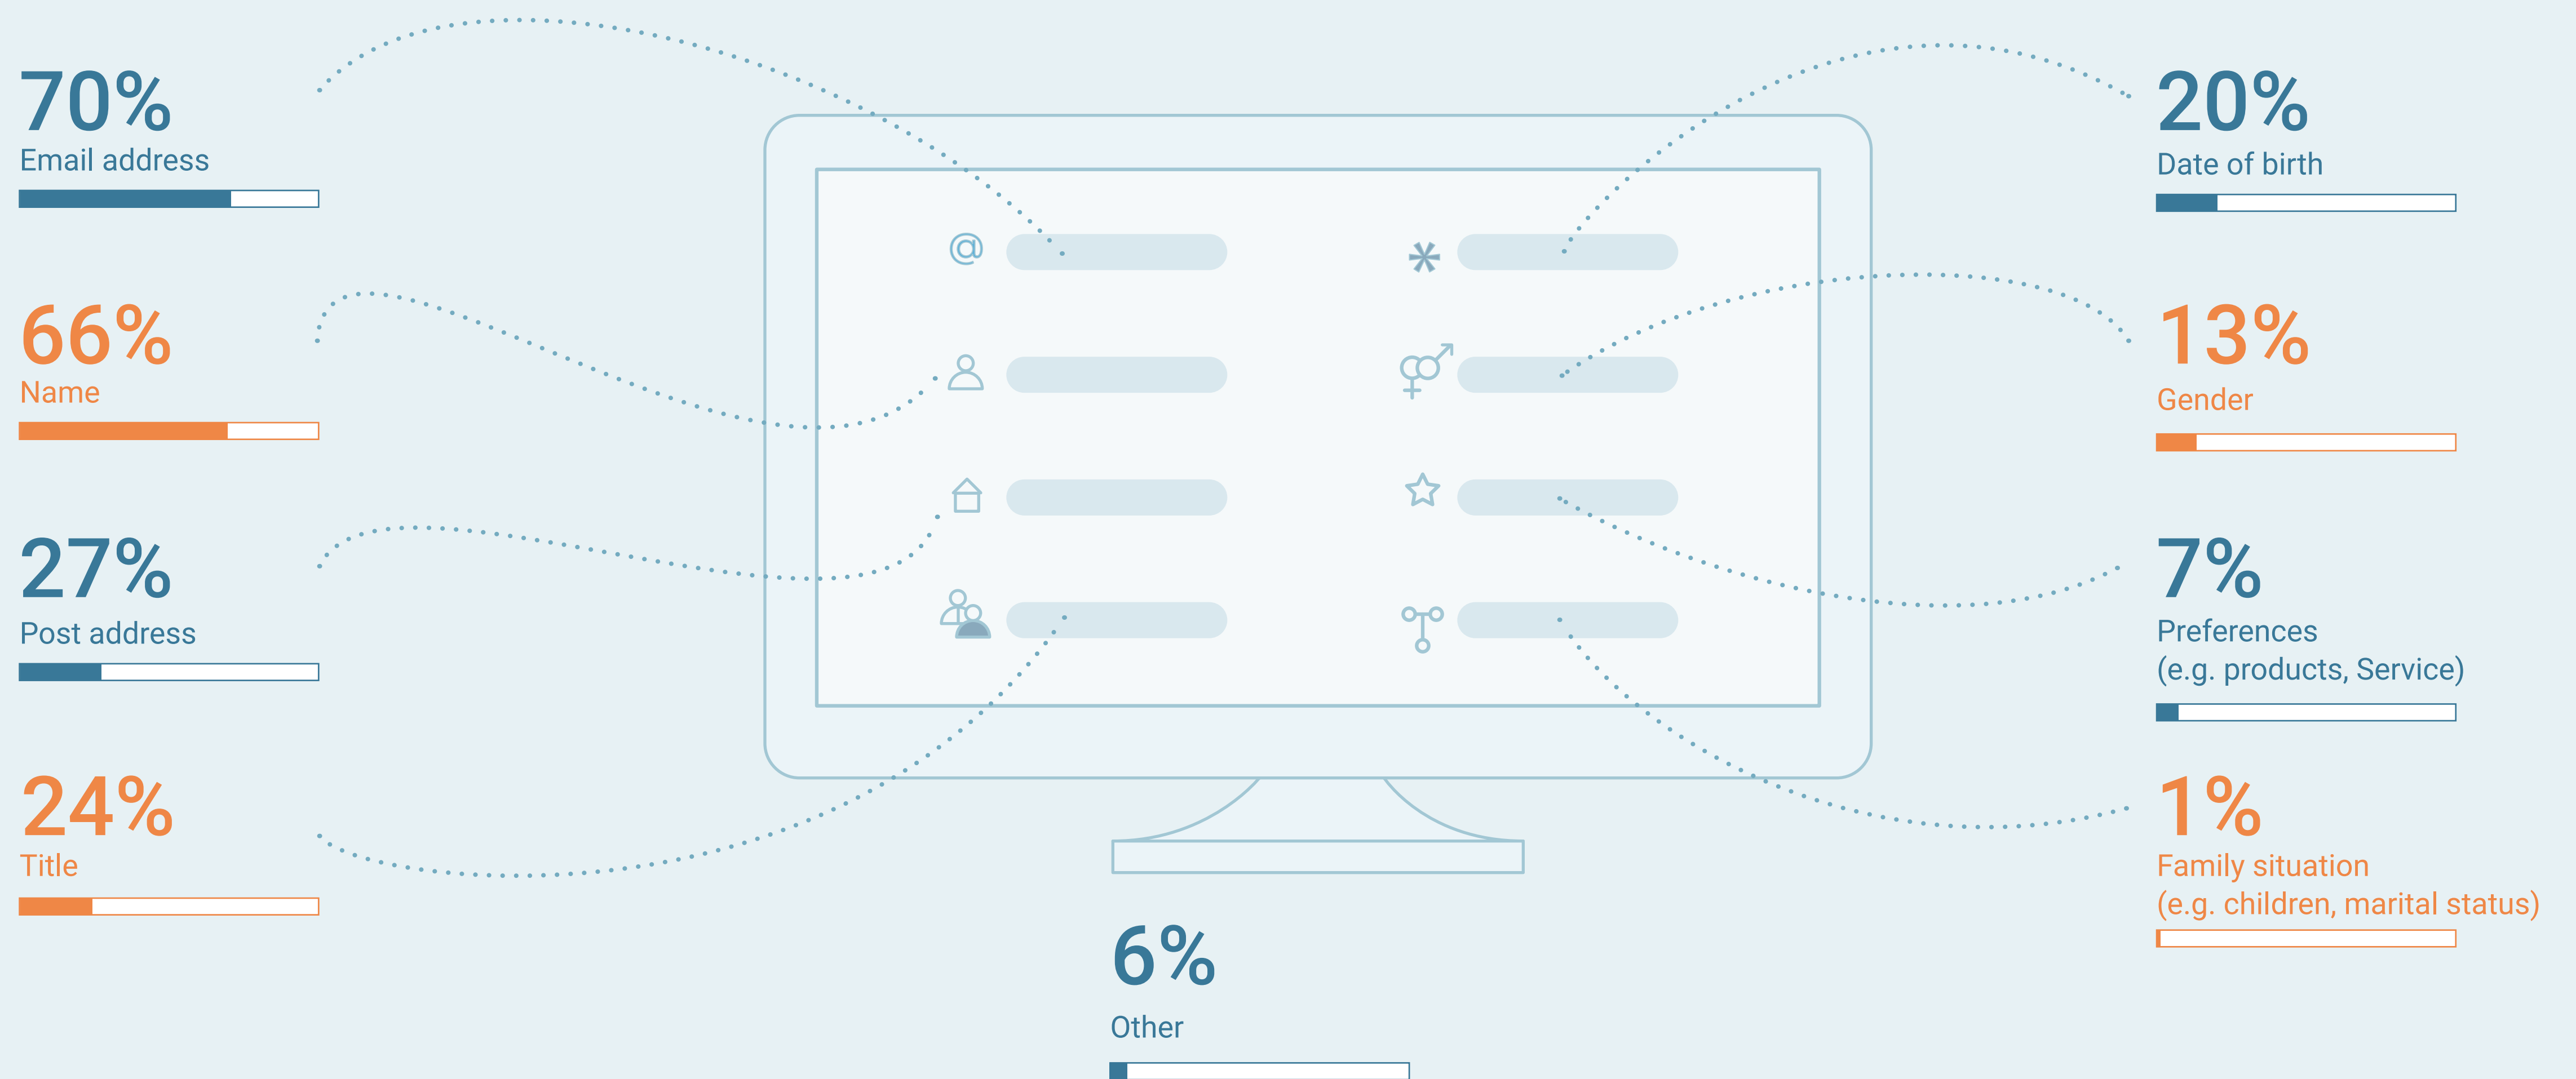 70%
Email address
66%
Name
27%
Post address
24%
Title
@
*
20%
Date of birth
13%
Gender
7%
Preferences
(e.g. products, Service)
1%
Family situation
(e.g. children, marital status)
6%
Other